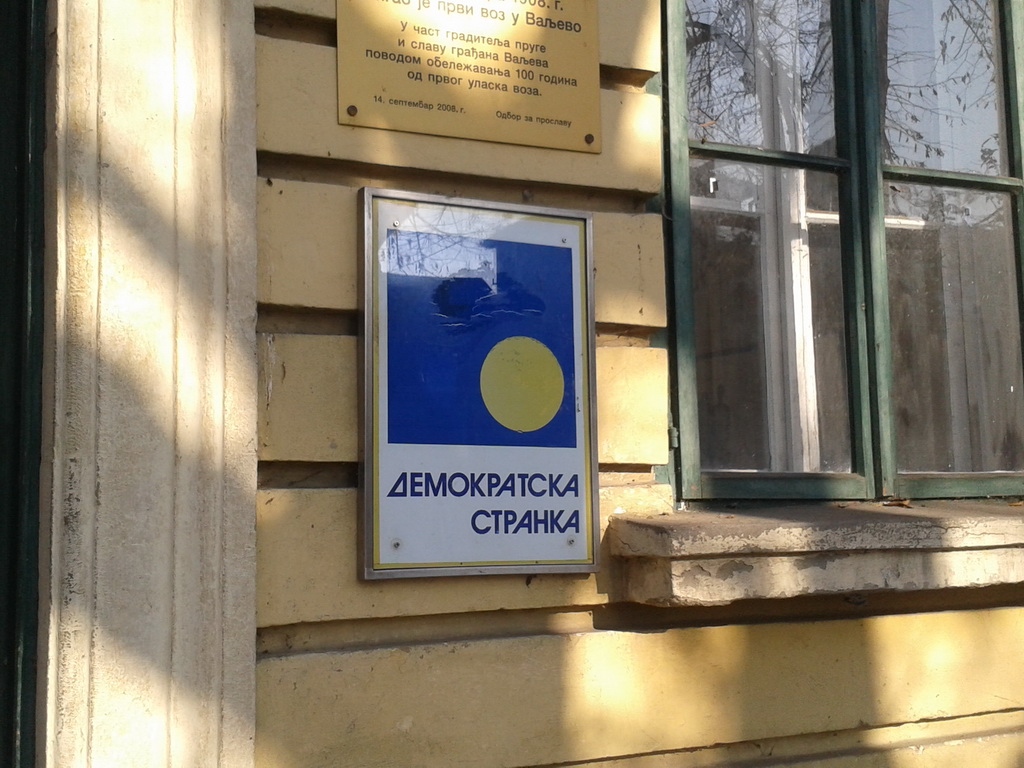 1908. г.
је први воз у Ваљево
У част градитеља пруге
и славу грађана Ваљева
поводом обележавања 100 година
од првог уласка воза.
14. септембар 2008. г.
Одбор за прославу
ДЕМОКРАТСКА
СТРАНКА